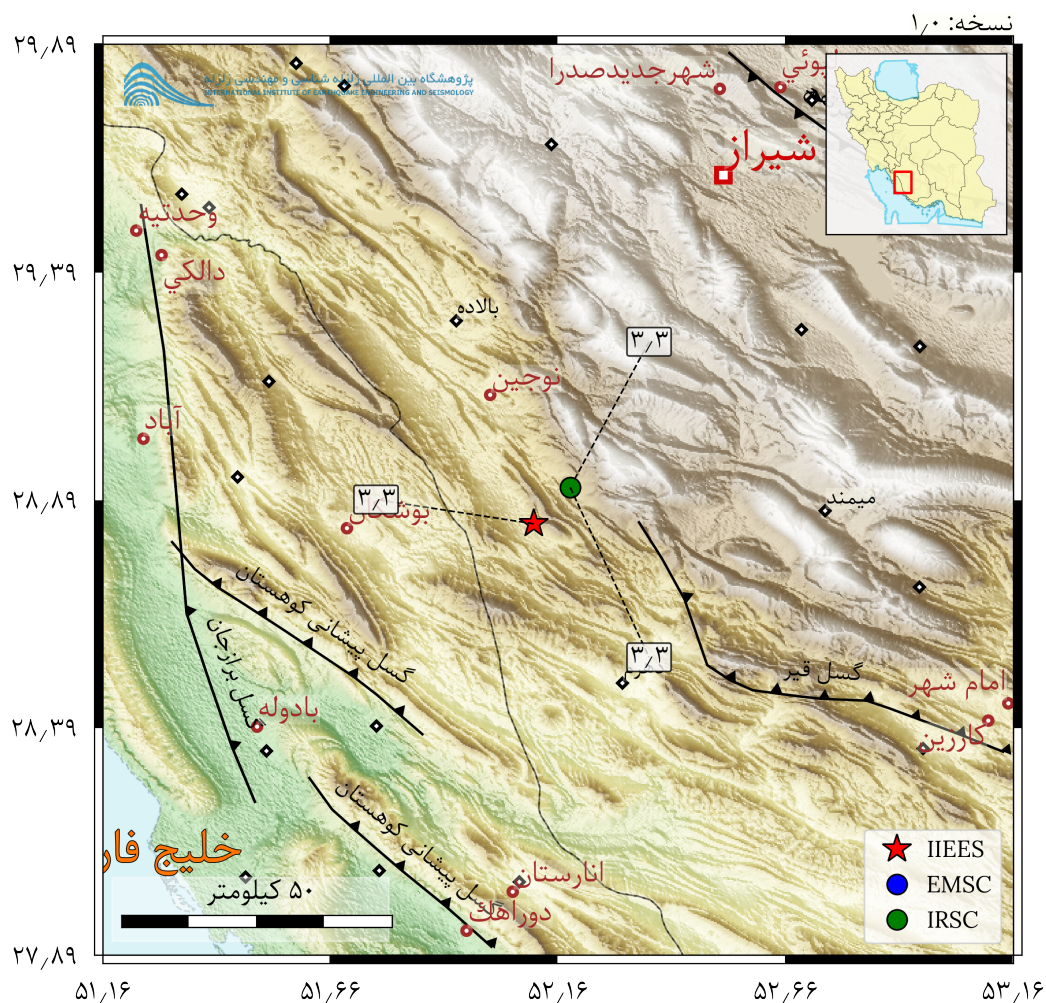 نسخه: ۱٫۰
۲۹٫۸۹
۲۹٫۳۹
۲۸٫۸۹
۲۸٫۳۹
۲۷٫۸۹
پژوهشگاه بین المللی زلزله شناسی و مهندسی زلزله
INTERNATIONAL INSTITUTE OF EARTHQUAKE ENGINEERING AND SEISMOLOGY
شهرجدیدصدرا
شیراز
وحدتیه
دالکي
بالاده
۳٫۳
نوجین
آباد
۳٫۳
میمند
گسل پیشانی کوهستان
گسل برازجان
۳٫۳
گسل قیر
امام شهر
کارزین
بادوله
گسل پیشانی کوهستان
خلیج فار
انارستان
دوراهك
۵۰ کیلومتر
IIEES
EMSC
IRSC
۵۱٫۱۶
۵۱٫۶۶
۵۲٫۱۶
۵۲٫۶۶
۵۳٫۱۶